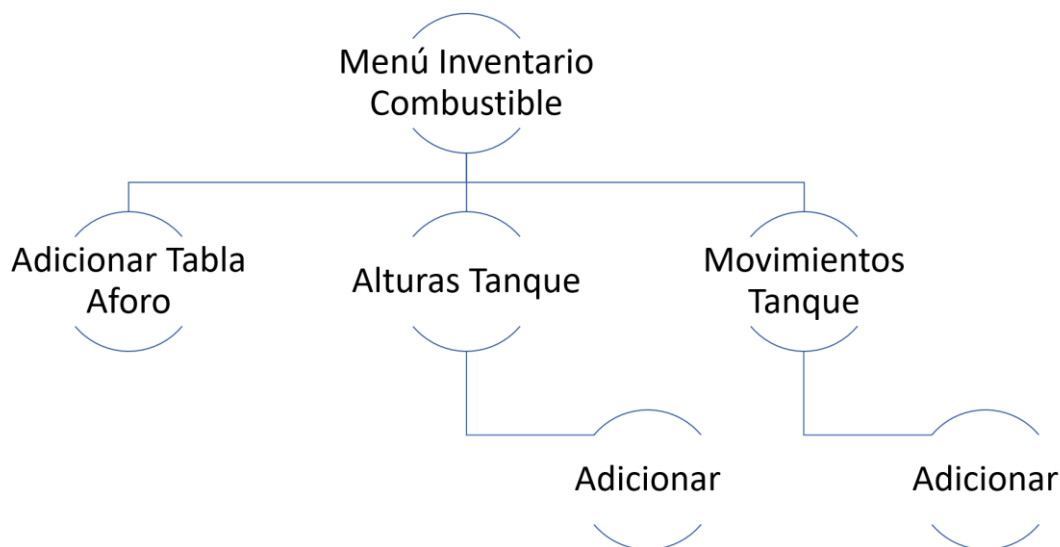 Menú Inventario
Combustible
Adicionar Tabla
Aforo
Alturas Tanque
Movimientos
Tanque
Adicionar
Adicionar